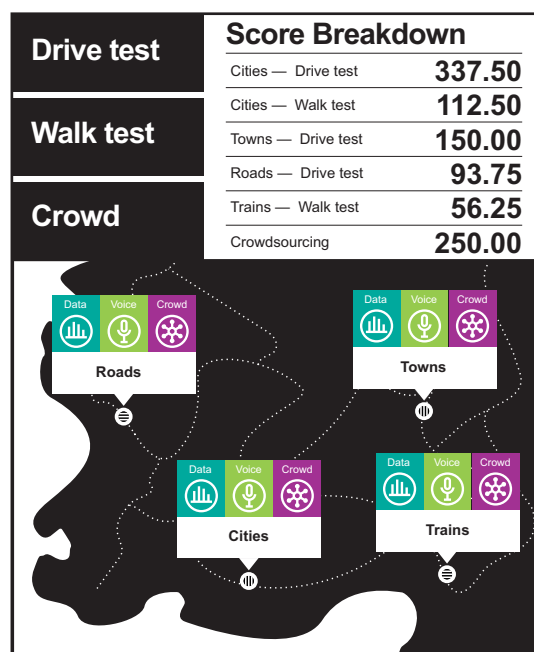 Drive test
Walk test
Crowd
Score Breakdown
Cities — Drive test 337.50
Cities — Walk test 112.50
Towns — Drive test 150.00
Roads — Drive test 93.75
Trains — Walk test 56.25
Crowdsourcing 250.00
Data Voice Crowd
Roads
Data Voice Crowd
Towns
Data Voice Crowd
Cities
Data Voice Crowd
Trains